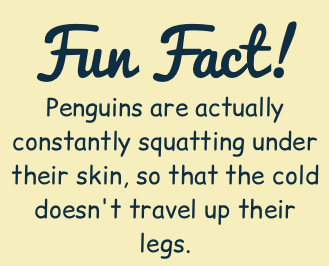 Fun Fact!
Penguins are actually
constantly squatting under
their skin, so that the cold
doesn't travel up their
legs.